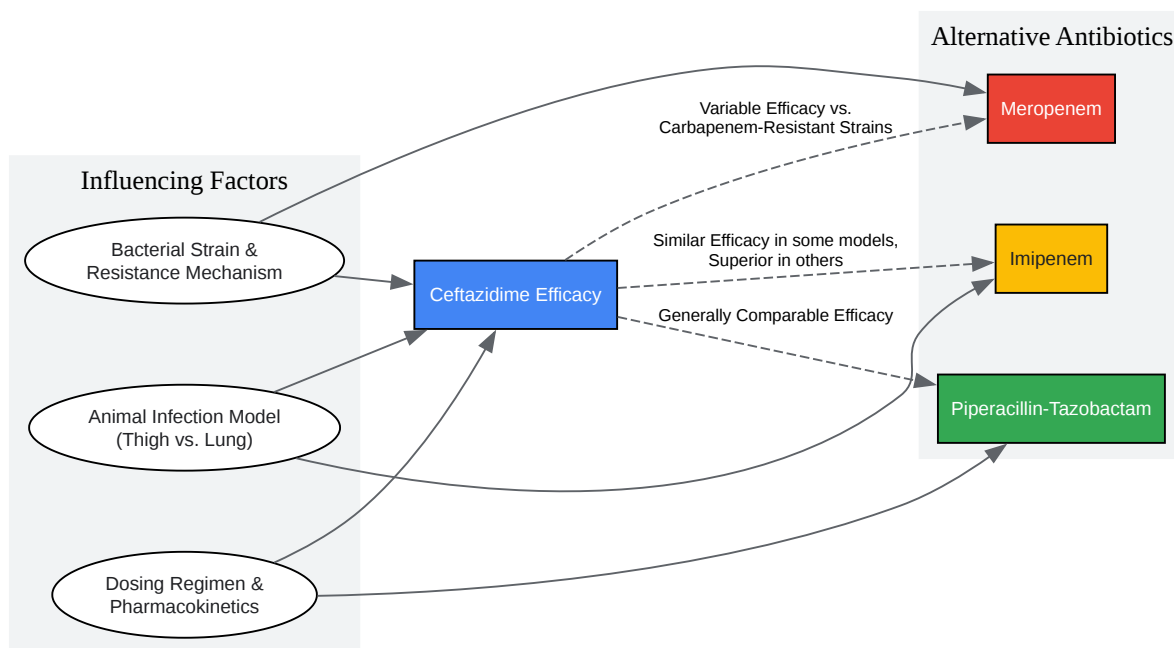 Alternative Antibiotics
Meropenem
Variable Efficacy vs.
Carbapenem-Resistant Strains
Influencing Factors
Bacterial Strain &
Resistance Mechanism
Similar Efficacy in some models,
Superior in others
Imipenem
Ceftazidime Efficacy
Generally Comparable Efficacy
Animal Infection Model
(Thigh vs. Lung)
Piperacillin-Tazobactam
Dosing Regimen &
Pharmacokinetics